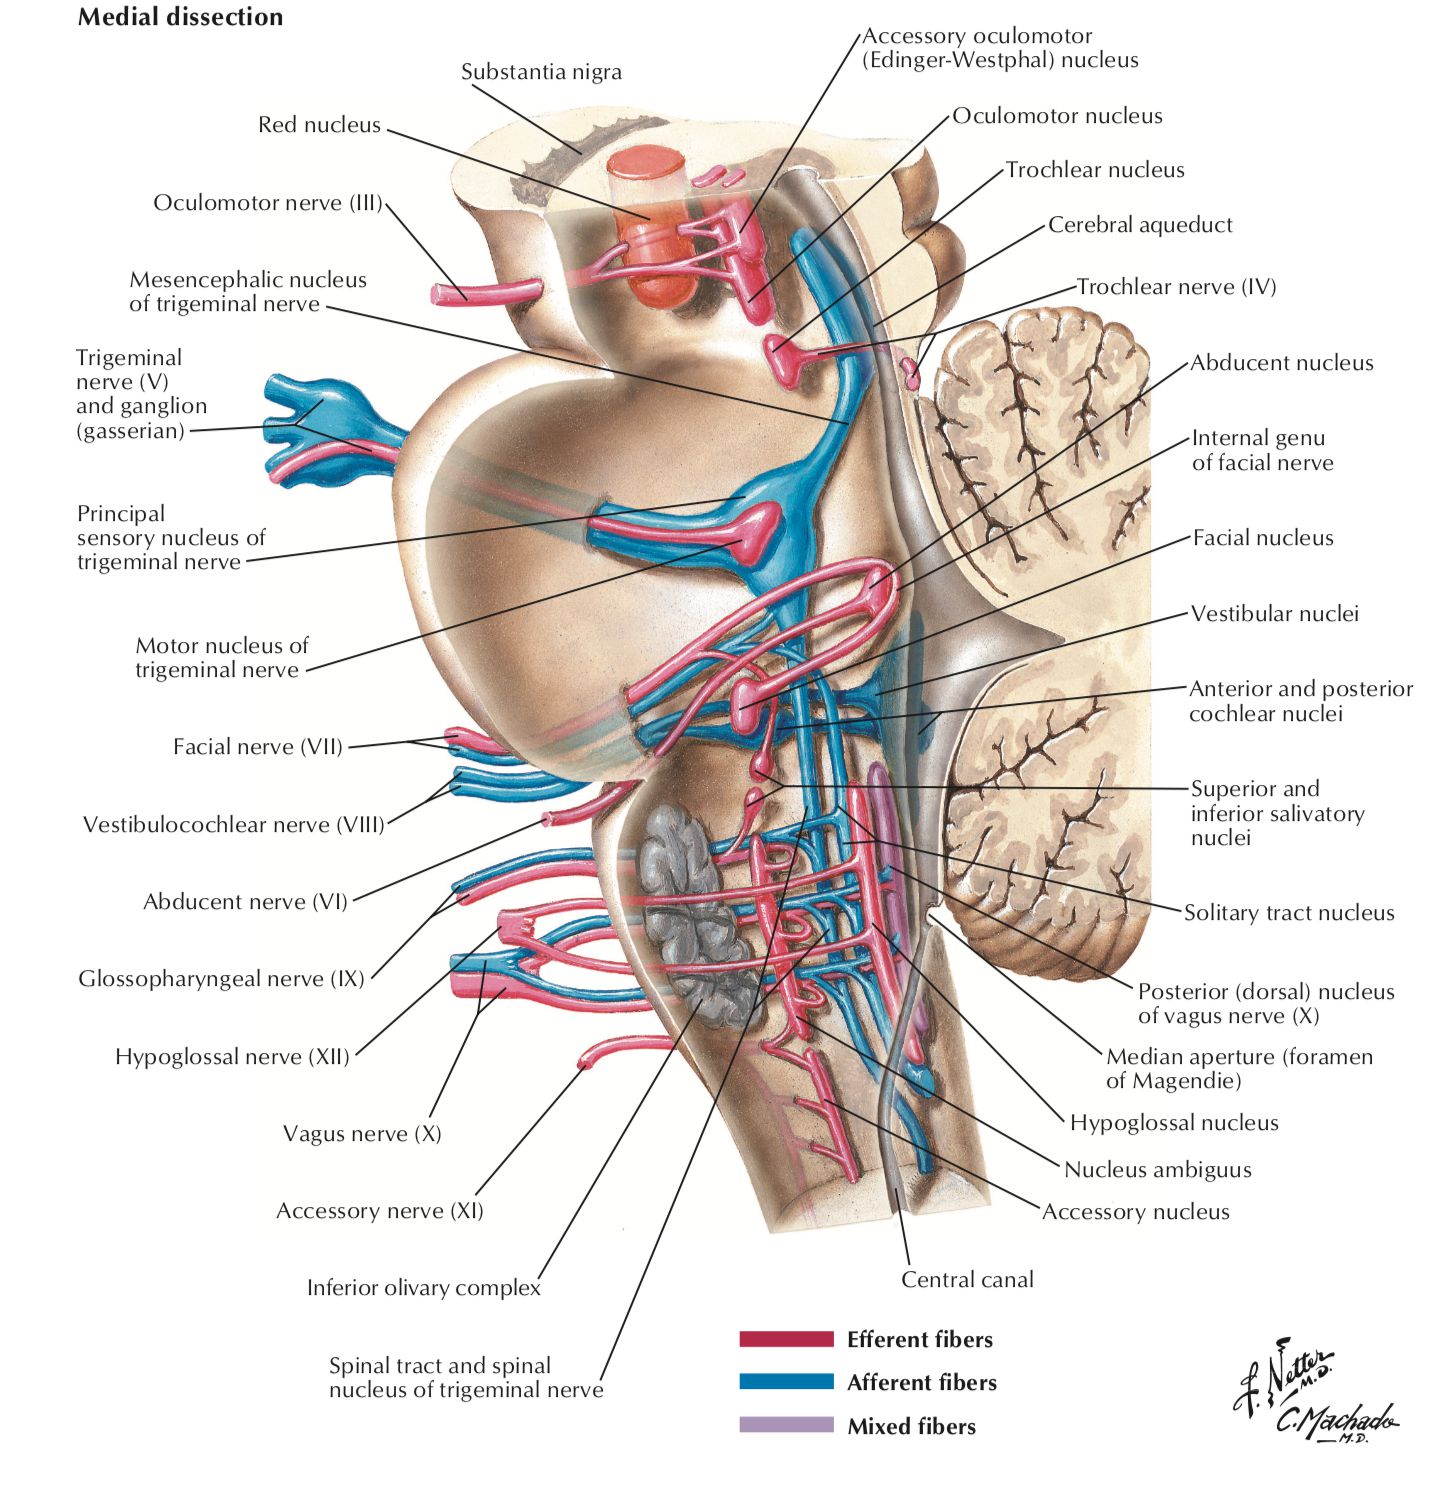 Medial dissection
Substantia nigra
Red nucleus
Oculomotor nerve (III)
Mesencephalic nucleus
of trigeminal nerve
Trigeminal
nerve (V)
and ganglion
(gasserian)
Principal
sensory nucleus of
trigeminal nerve
Motor nucleus of
trigeminal nerve
Facial nerve (VII)
Vestibulocochlear nerve (VIII)
Abducent nerve (VI)
Glossopharyngeal nerve (IX)
Hypoglossal nerve (XII)
Vagus nerve (X)
Accessory nerve (XI)
Inferior olivary complex
Spinal tract and spinal
nucleus of trigeminal nerve
Accessory oculomotor
(Edinger-Westphal) nucleus
Oculomotor nucleus
Trochlear nucleus
Cerebral aqueduct
Trochlear nerve (IV)
Abducent nucleus
Internal genu
of facial nerve
Facial nucleus
Vestibular nuclei
Anterior and posterior
cochlear nuclei
Superior and
inferior salivatory
nuclei
Solitary tract nucleus
Posterior (dorsal) nucleus
of vagus nerve (X)
Median aperture (foramen
of Magendie)
Hypoglossal nucleus
Nucleus ambiguus
Accessory nucleus
Central canal
Efferent fibers
Afferent fibers
Mixed fibers
F. Netter
M.D.
C. Machado
M.D.